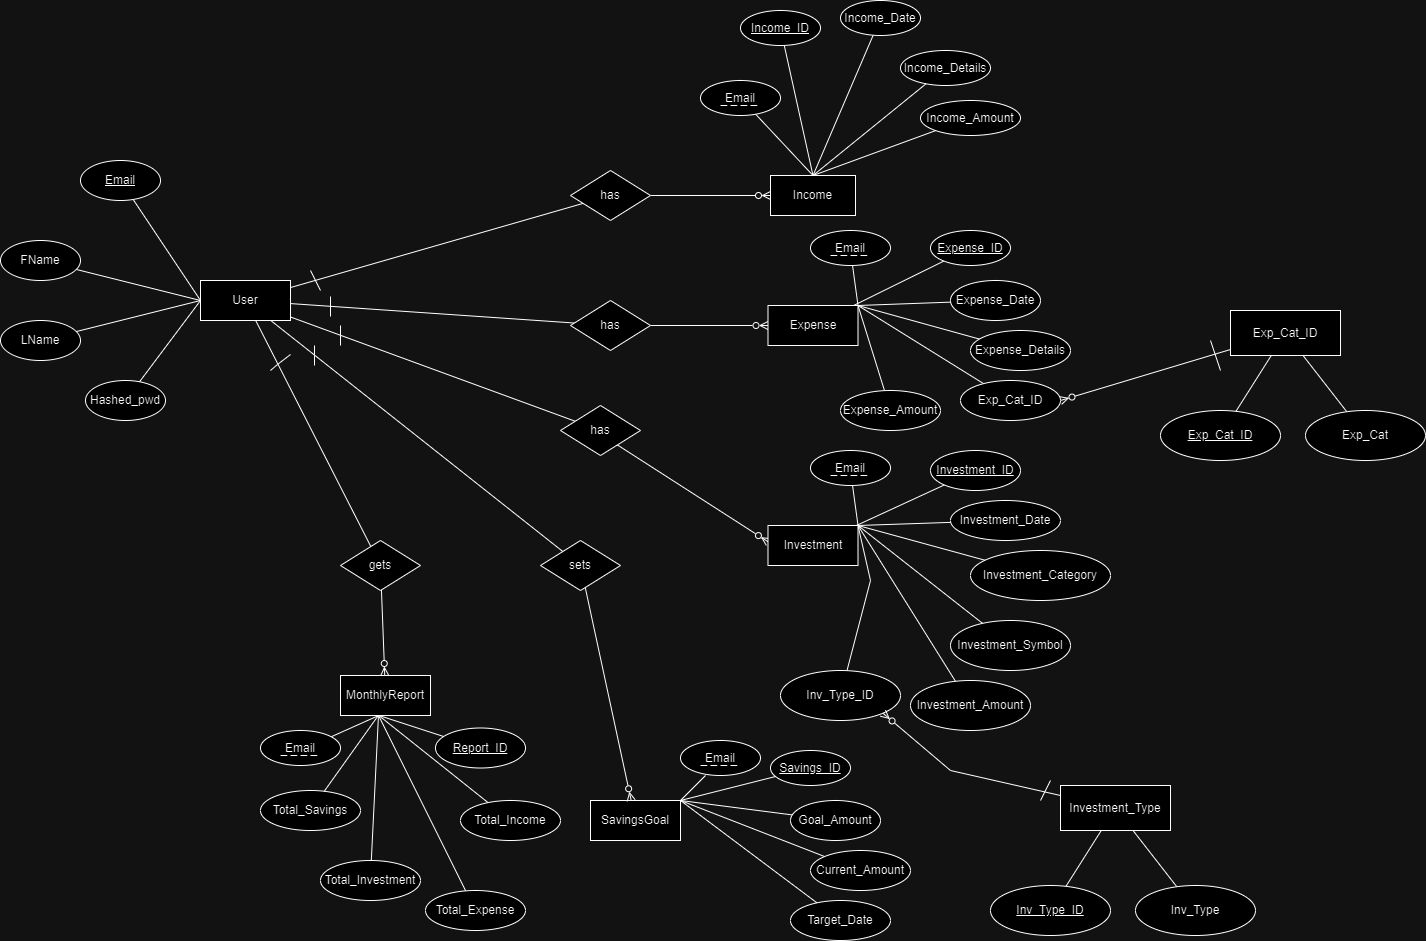 Income_Date
Income_ID
Income_Details
Email
Income_Amount
Email
has
Income
Email
Expense_ID
FName
User
Expense_Date
has
Expense
Exp_Cat_ID
LName
Expense_Details
Hashed_pwd
Exp_Cat_ID
Expense_Amount
has
Exp_Cat_ID
Exp_Cat
Email
Investment_ID
Investment_Date
Investment
gets
sets
Investment_Category
Investment_Symbol
MonthlyReport
Inv_Type_ID
Investment_Amount
Email
Report_ID
Email
Savings_ID
Total_Savings
Total_Income
SavingsGoal
Goal_Amount
Investment_Type
Current_Amount
Total_Investment
Total_Expense
Target_Date
Inv_Type_ID
Inv_Type